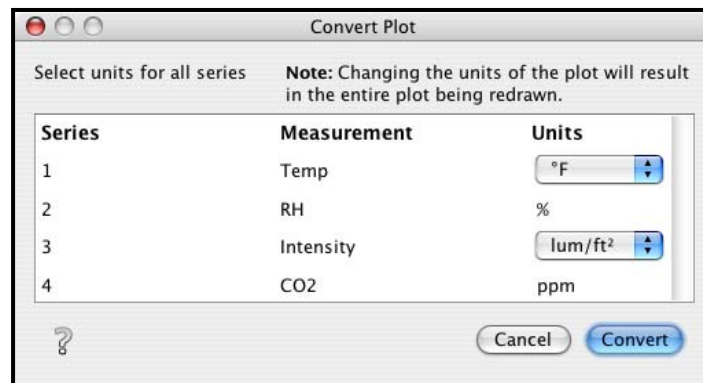 Convert Plot
Select units for all series
Note: Changing the units of the plot will result
in the entire plot being redrawn.
Series Measurement Units
1 Temp °F
2 RH %
3 Intensity lum/ft²
4 CO2 ppm
?
Cancel Convert